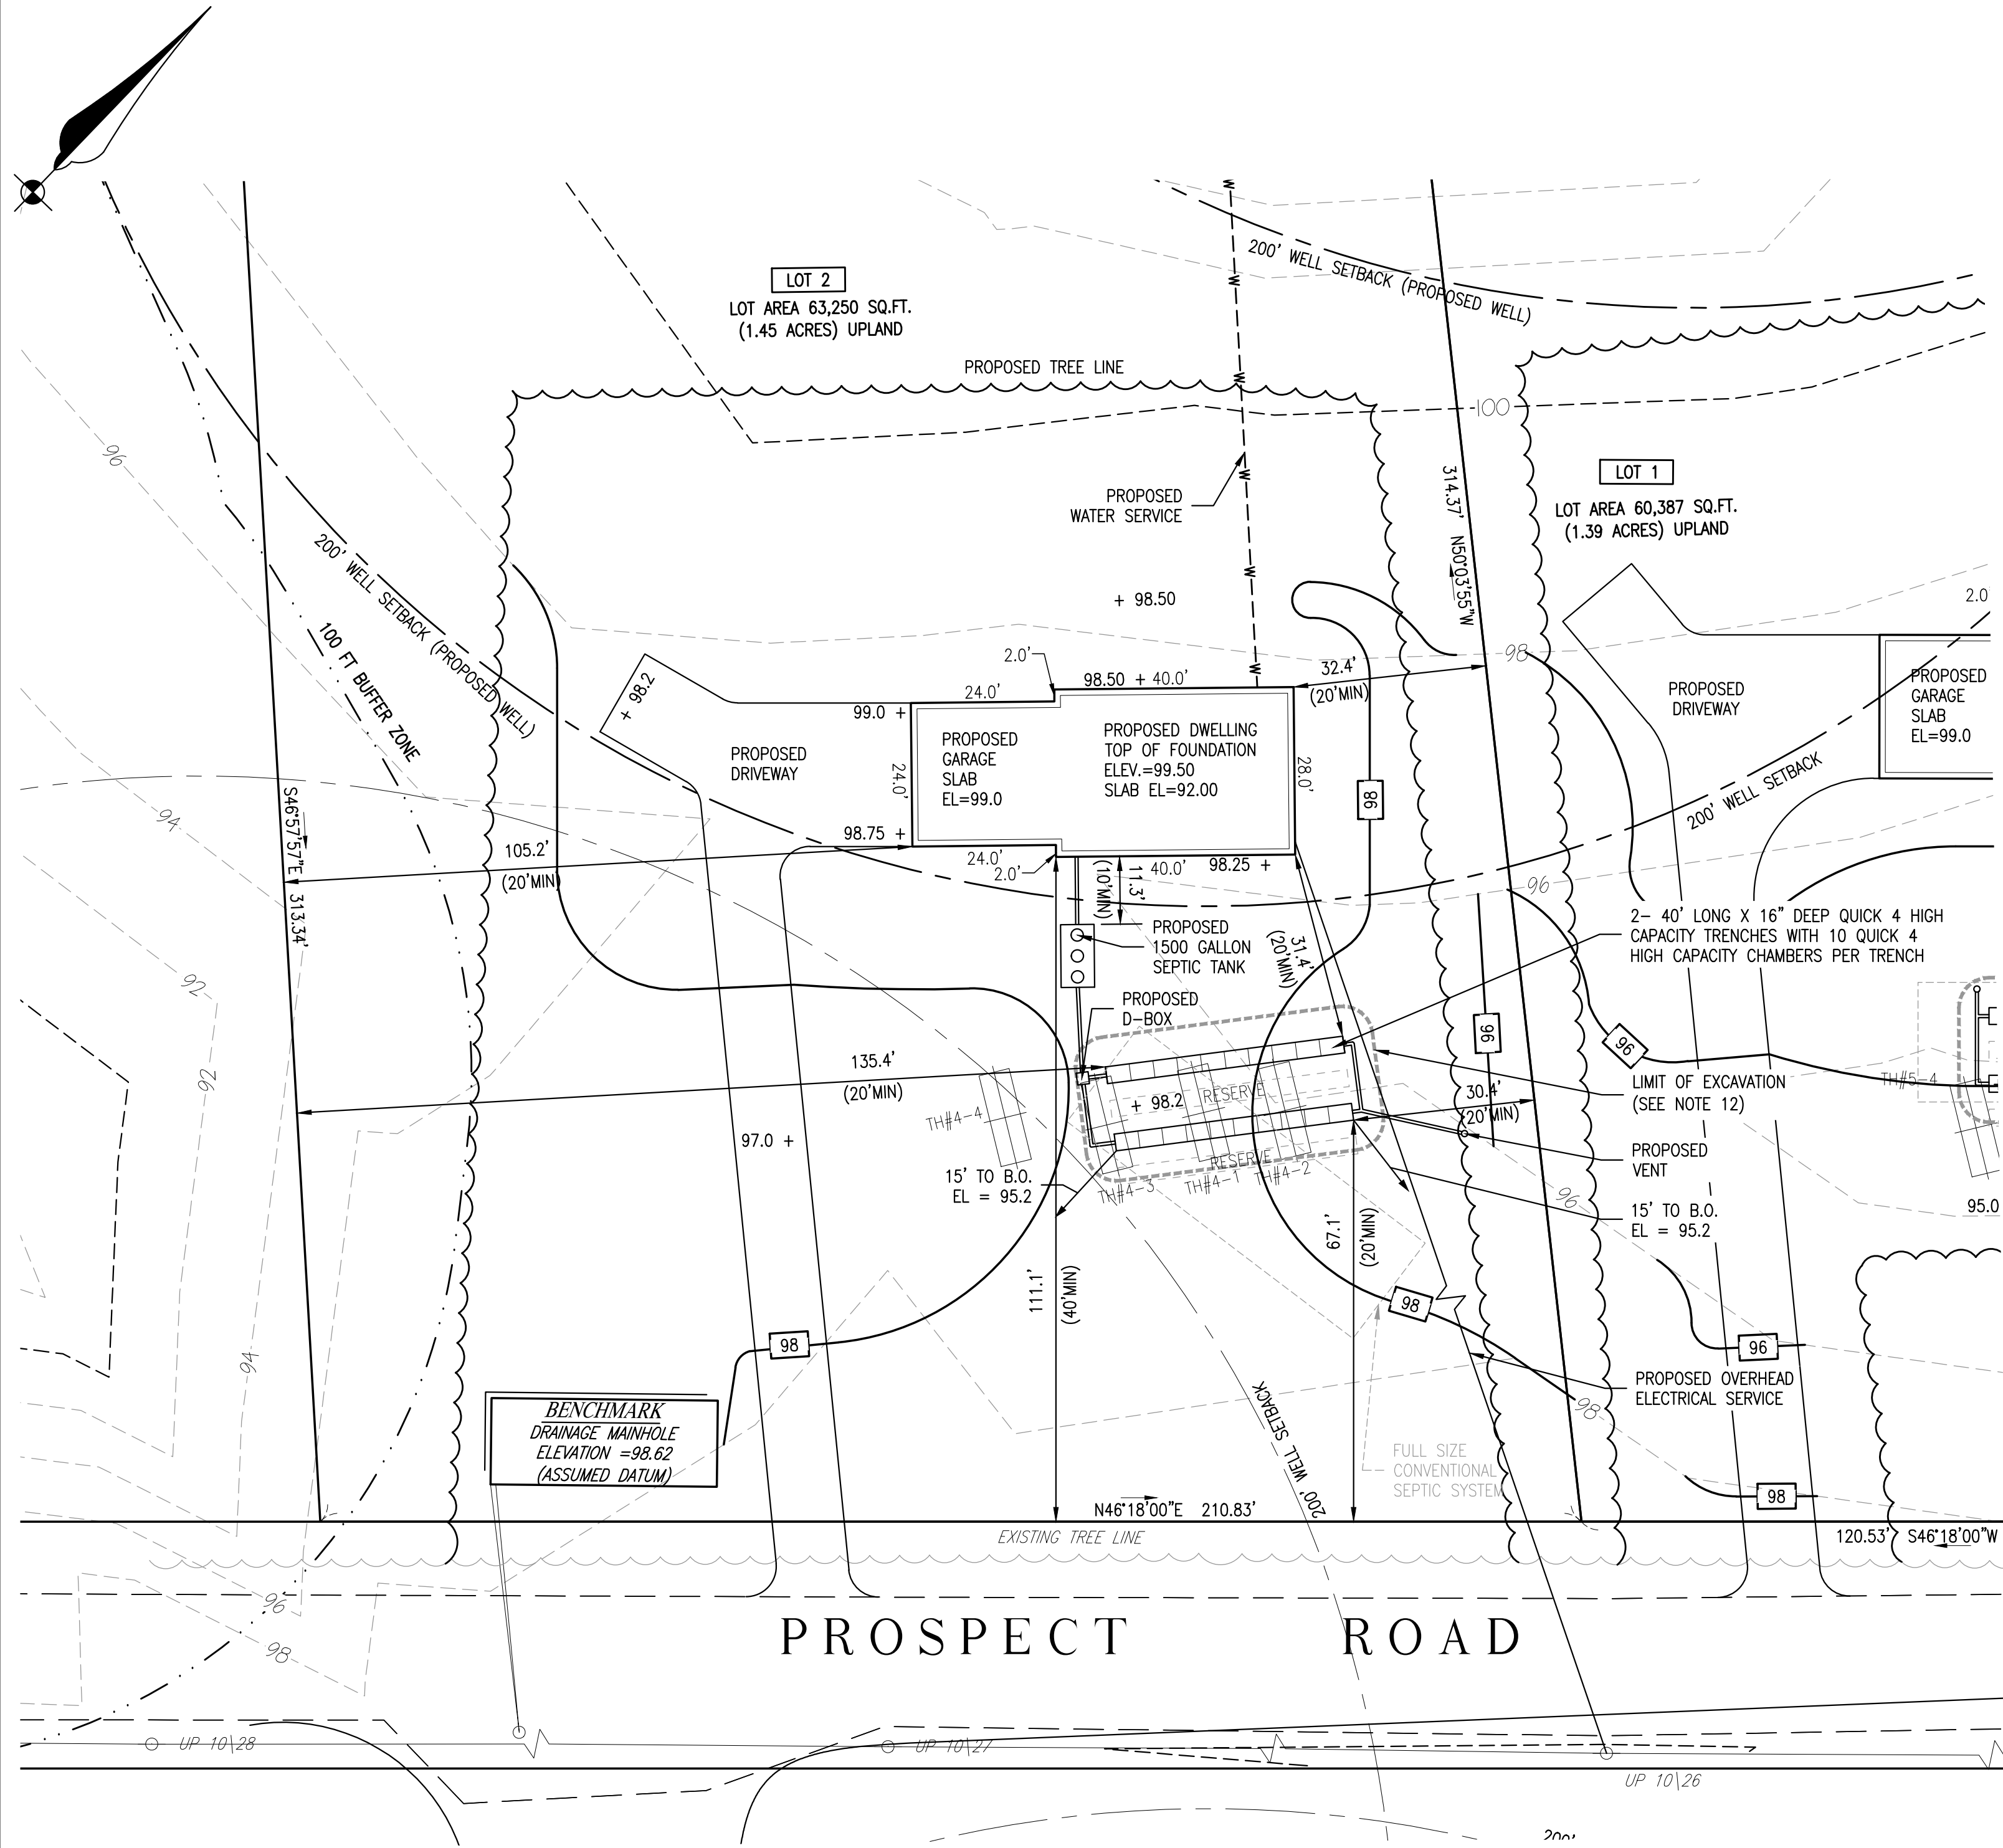 200' WELL SETBACK (PROPOSED WELL)
LOT 2
LOT AREA 63,250 SQ.FT.
(1.45 ACRES) UPLAND
PROPOSED TREE LINE
100
96
LOT 1
LOT AREA 60,387 SQ.FT.
(1.39 ACRES) UPLAND
314.37' N50°03'55"W
PROPOSED
WATER SERVICE
W
W
W
W
W
W
200' WELL SETBACK (PROPOSED WELL)
100 FT BUFFER ZONE
+ 98.50
2.0
98
2.0'
98.50 + 40.0'
32.4'
(20'MIN)
24.0'
+ 98.2
99.0 +
PROPOSED
DRIVEWAY
PROPOSED
GARAGE
SLAB
EL=99.0
PROPOSED DWELLING
TOP OF FOUNDATION
ELEV.=99.50
SLAB EL=92.00
24.0'
28.0'
98
PROPOSED
DRIVEWAY
PROPOSED
GARAGE
SLAB
EL=99.0
200' WELL SETBACK
94
S46°57'57"E 313.34'
98.75 +
105.2'
(20'MIN)
24.0'
2.0'
11.3'
(10'MIN)
40.0'
98.25 +
96
PROPOSED
1500 GALLON
SEPTIC TANK
31.4'
(20'MIN)
2- 40' LONG X 16" DEEP QUICK 4 HIGH
CAPACITY TRENCHES WITH 10 QUICK 4
HIGH CAPACITY CHAMBERS PER TRENCH
92
PROPOSED
D-BOX
96
96
135.4'
(20'MIN)
92
TH#4-4
+ 98.2
RESERVE
30.4'
(20'MIN)
LIMIT OF EXCAVATION
(SEE NOTE 12)
TH#5-4
97.0 +
15' TO B.O.
EL = 95.2
RESERVE
TH#4-3
TH#4-1
TH#4-2
PROPOSED
VENT
96
15' TO B.O.
EL = 95.2
95.0
111.1'
(40'MIN)
67.1'
(20'MIN)
98
98
94
96
PROPOSED OVERHEAD
ELECTRICAL SERVICE
98
BENCHMARK
DRAINAGE MAINHOLE
ELEVATION =98.62
(ASSUMED DATUM)
200' WELL SETBACK
FULL SIZE
CONVENTIONAL
SEPTIC SYSTEM
98
N46°18'00"E 210.83'
EXISTING TREE LINE
120.53' S46°18'00"W
96
98
PROSPECT ROAD
UP 10\28
UP 10\27
UP 10\26
200'